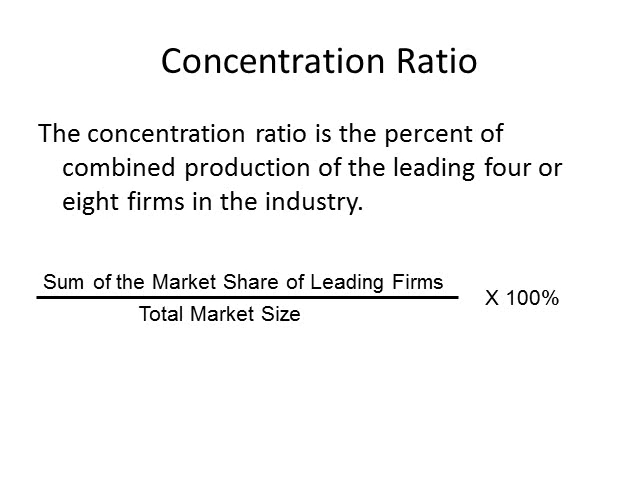 Concentration Ratio
The concentration ratio is the percent of
combined production of the leading four or
eight firms in the industry.
Sum of the Market Share of Leading Firms
Total Market Size
X 100%